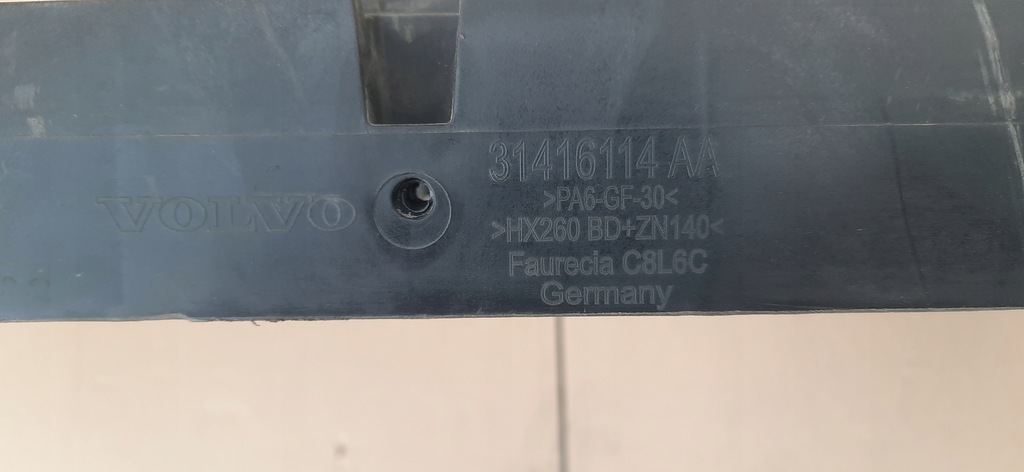 VOLVO
31416114 AA
>PA6-GF-30<
>HX260 BD+ZN140<
Faurecia C8L6C
Germany